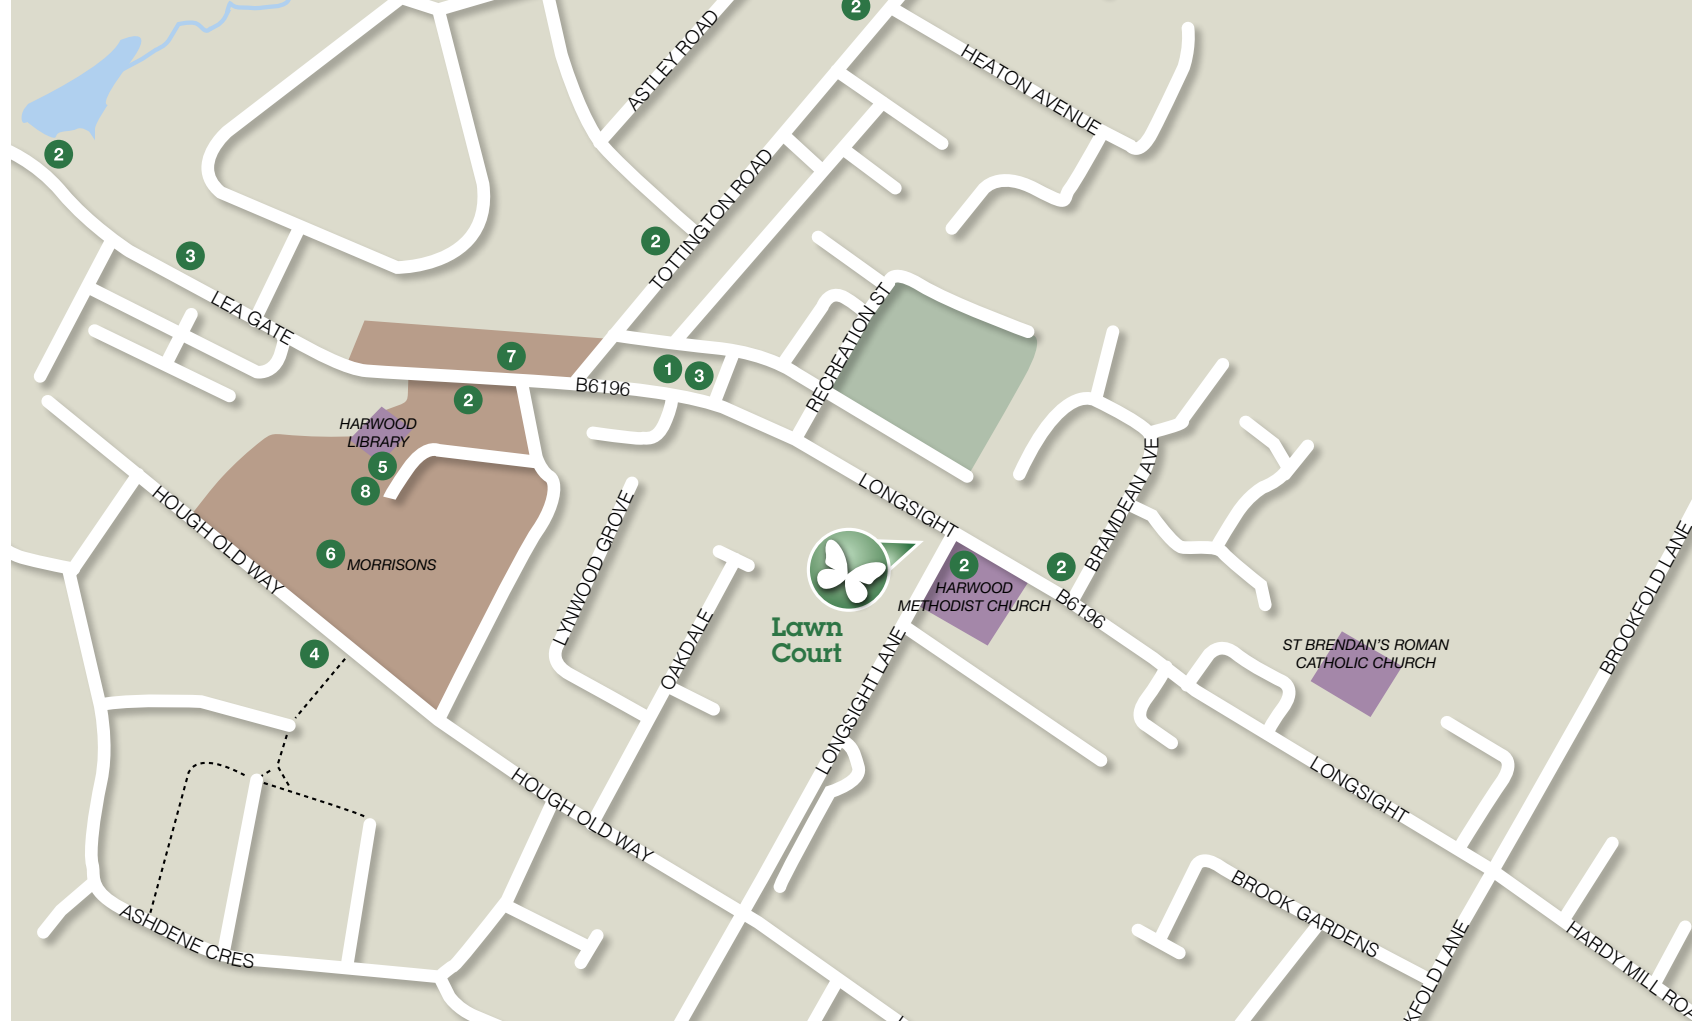 2
ASTLEY ROAD
HEATON AVENUE
2
TOTTINGTON ROAD
2
3
LEA GATE
RECREATION ST
7
1
3
B6196
2
HARWOOD
LIBRARY
5
8
6
MORRISONS
HOUGH OLD WAY
LYNWOOD GROVE
LONGSIGHT
BRAMDEAN AVE
2
2
HARWOOD
METHODIST CHURCH
B6196
BROOKFOLD LANE
Lawn
Court
OAKDALE
4
LONGSIGHT LANE
ST BRENDAN'S ROMAN
CATHOLIC CHURCH
HOUGH OLD WAY
LONGSIGHT
BROOK GARDENS
ASHDENE CRES
KFOLD LANE
HARDY MILL ROA